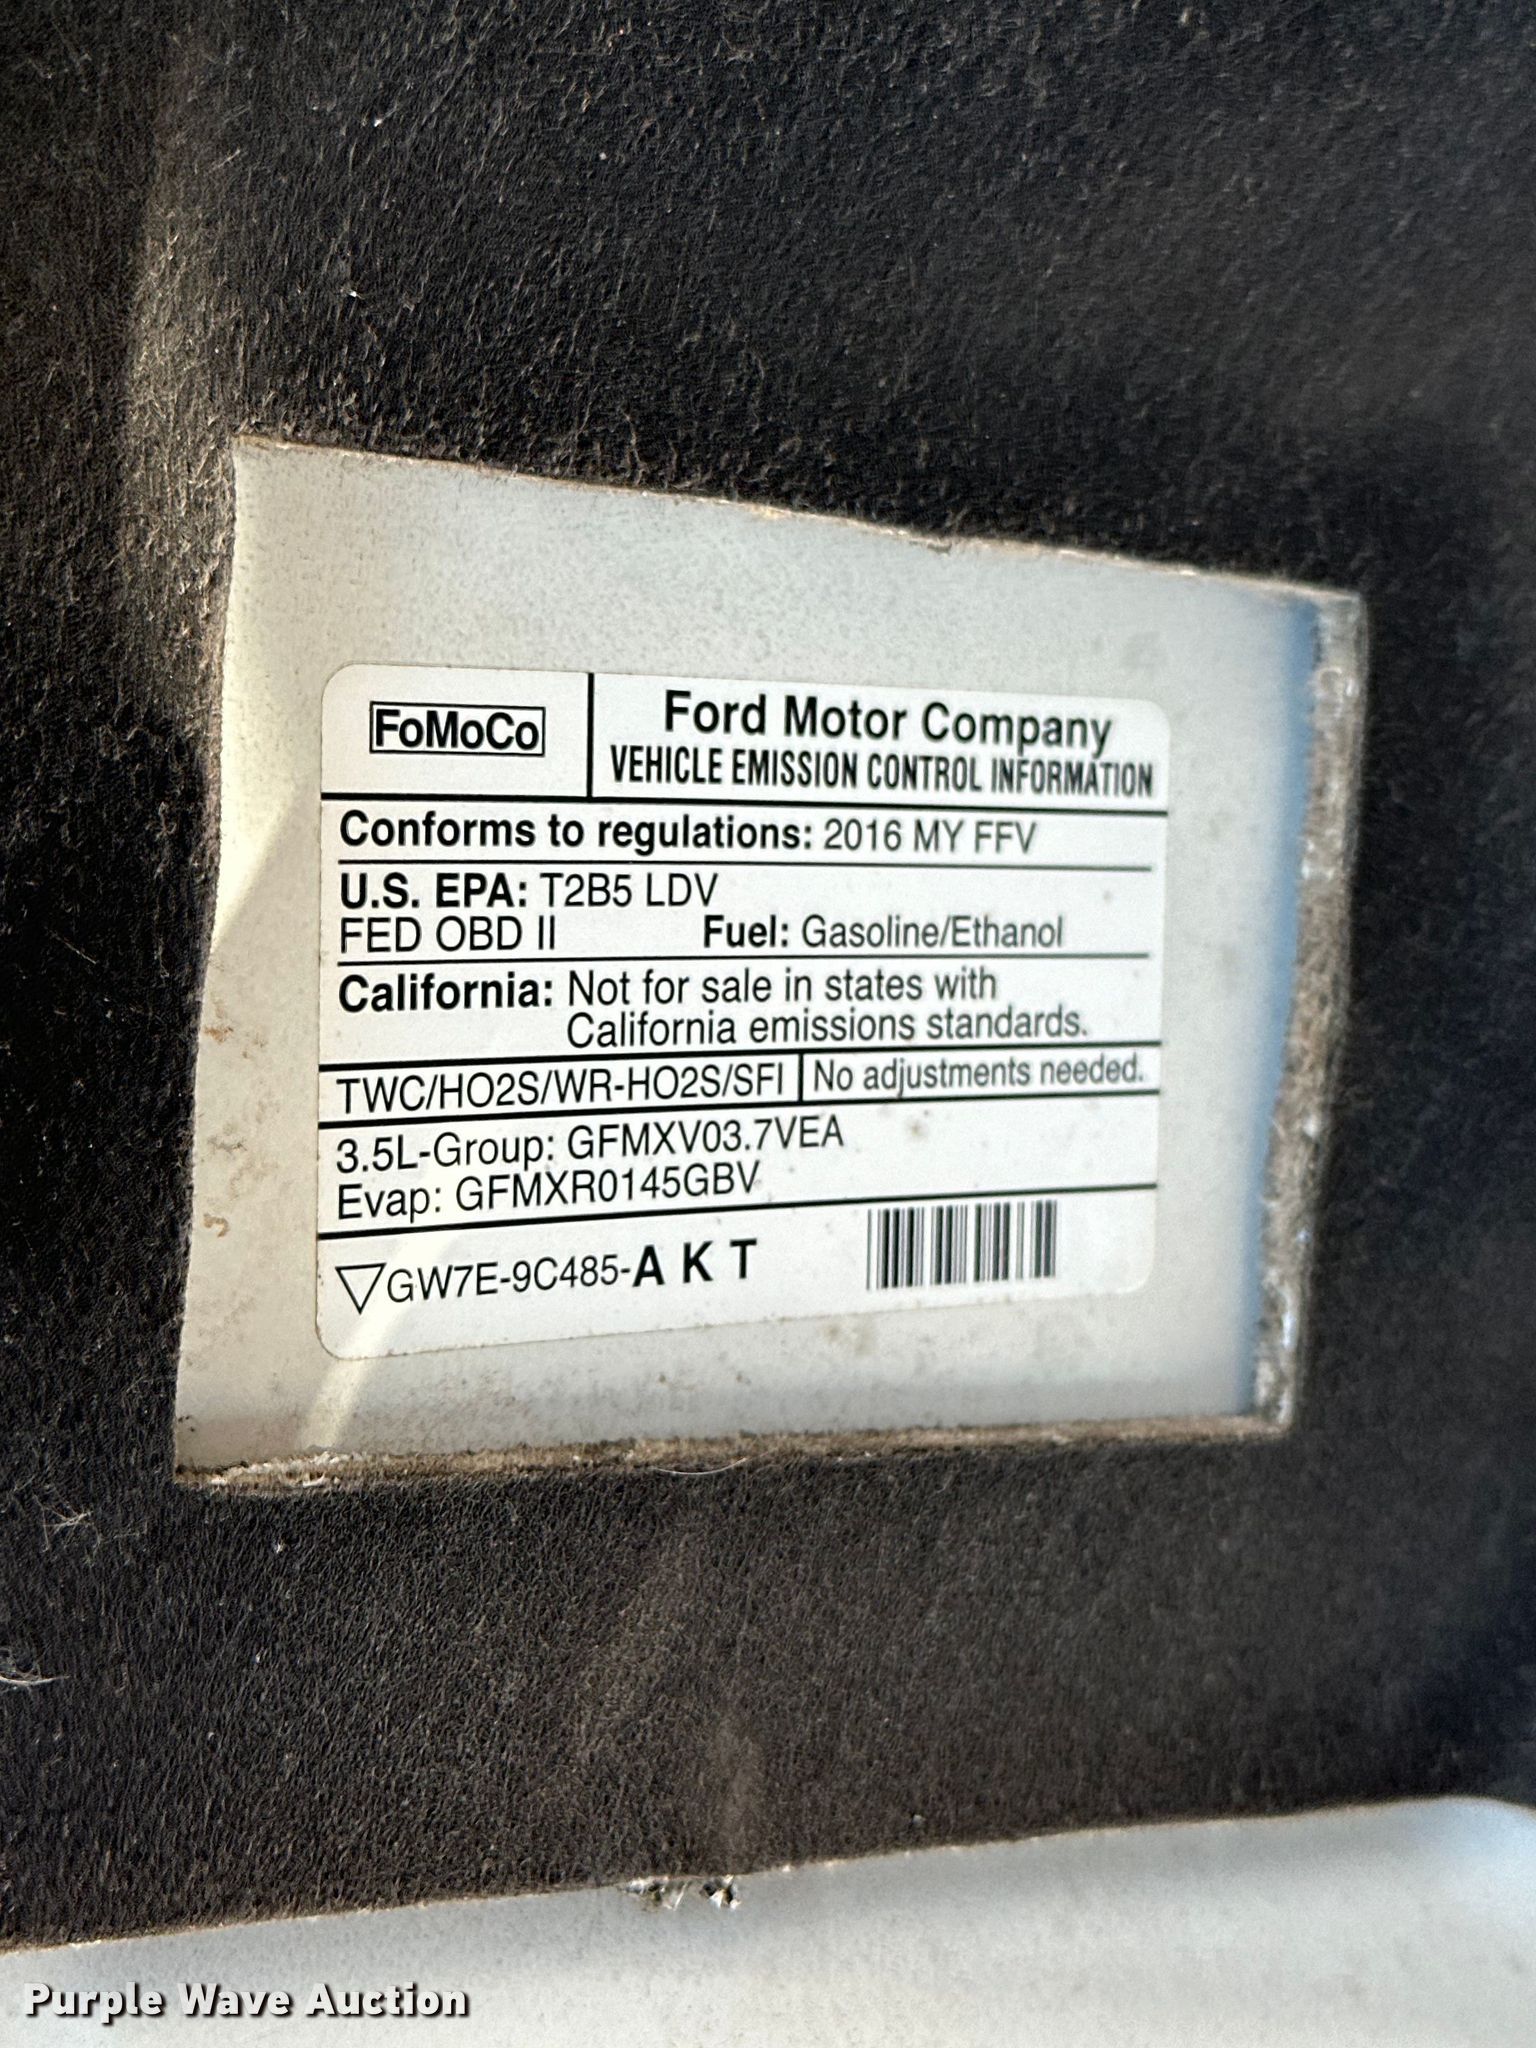 FoMoCo
Ford Motor Company
VEHICLE EMISSION CONTROL INFORMATION
Conforms to regulations: 2016 MY FFV
U.S. EPA: T2B5 LDV
FED OBD II Fuel: Gasoline/Ethanol
California: Not for sale in states with
California emissions standards.
TWC/HO2S/WR-HO2S/SFI No adjustments needed.
3.5L-Group: GFMXV03.7VEA
Evap: GFMXR0145GBV
GW7E-9C485-A K T
Purple Wave Auction